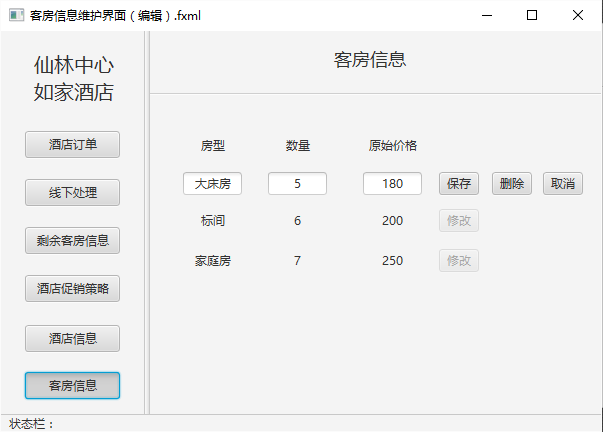 客房信息维护界面（编辑）.fxml
仙林中心
如家酒店
酒店订单
线下处理
剩余客房信息
酒店促销策略
酒店信息
客房信息
客房信息
房型 数量 原始价格
大床房 5 180 保存 删除 取消
标间 6 200 修改
家庭房 7 250 修改
状态栏：